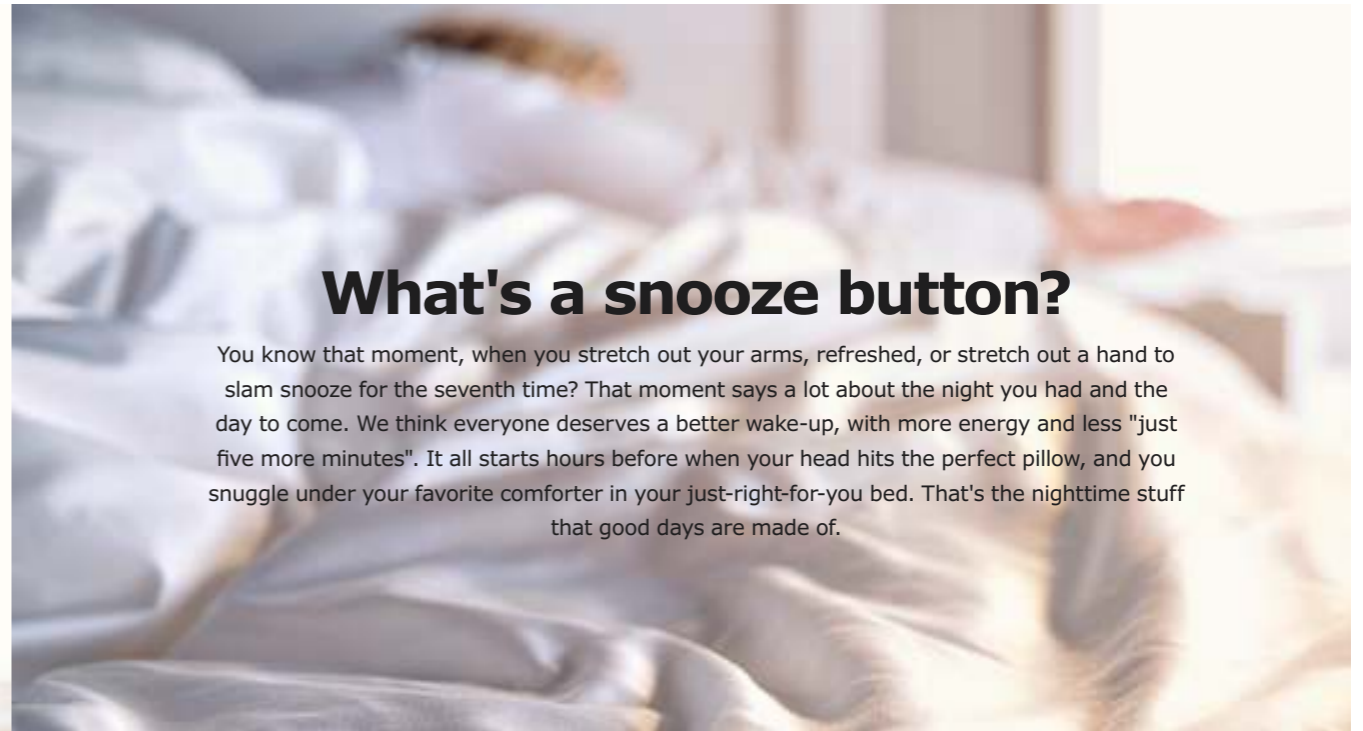 What's a snooze button?
You know that moment, when you stretch out your arms, refreshed, or stretch out a hand to
slam snooze for the seventh time? That moment says a lot about the night you had and the
day to come. We think everyone deserves a better wake-up, with more energy and less "just
five more minutes". It all starts hours before when your head hits the perfect pillow, and you
snuggle under your favorite comforter in your just-right-for-you bed. That's the nighttime stuff
that good days are made of.